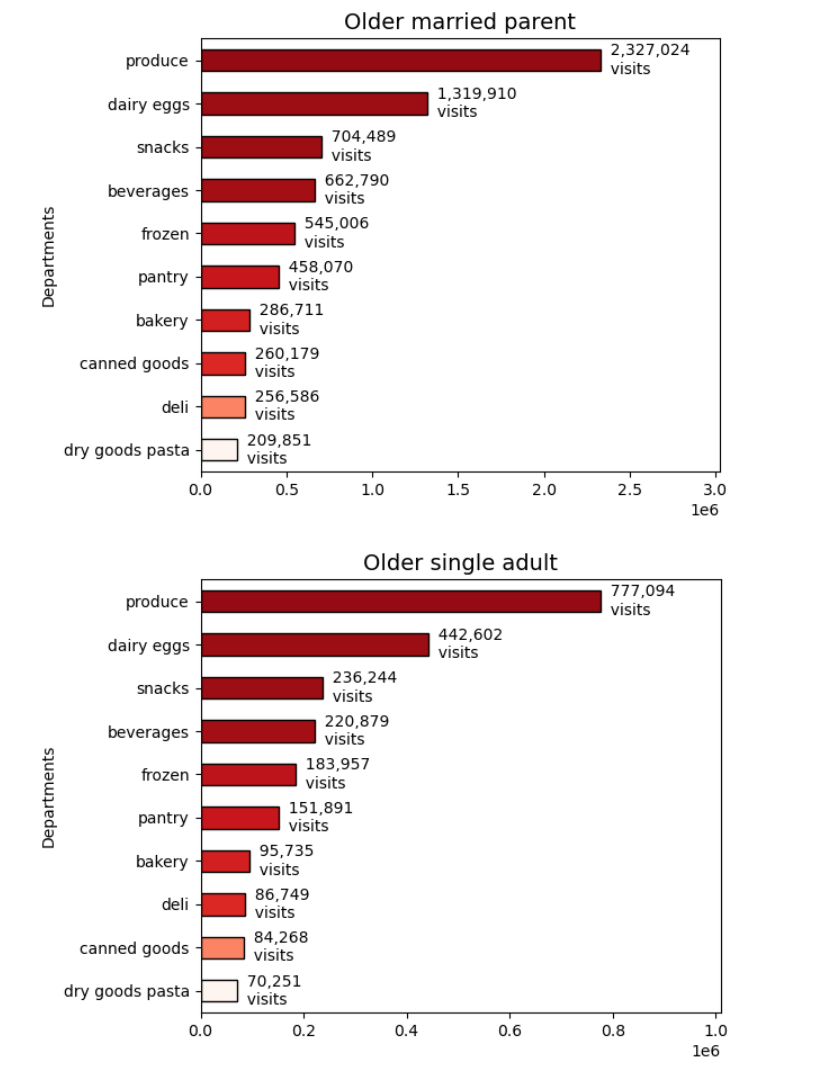 Older married parent
produce
2,327,024
visits
dairy eggs
1,319,910
visits
snacks
704,489
visits
beverages
662,790
visits
frozen
545,006
visits
pantry
458,070
visits
bakery
286,711
visits
canned goods
260,179
visits
deli
256,586
visits
dry goods pasta
209,851
visits
Departments
0.0 0.5 1.0 1.5 2.0 2.5 3.0
1e6
Older single adult
produce
777,094
visits
dairy eggs
442,602
visits
snacks
236,244
visits
beverages
220,879
visits
frozen
183,957
visits
pantry
151,891
visits
bakery
95,735
visits
deli
86,749
visits
canned goods
84,268
visits
dry goods pasta
70,251
visits
Departments
0.0 0.2 0.4 0.6 0.8 1.0
1e6